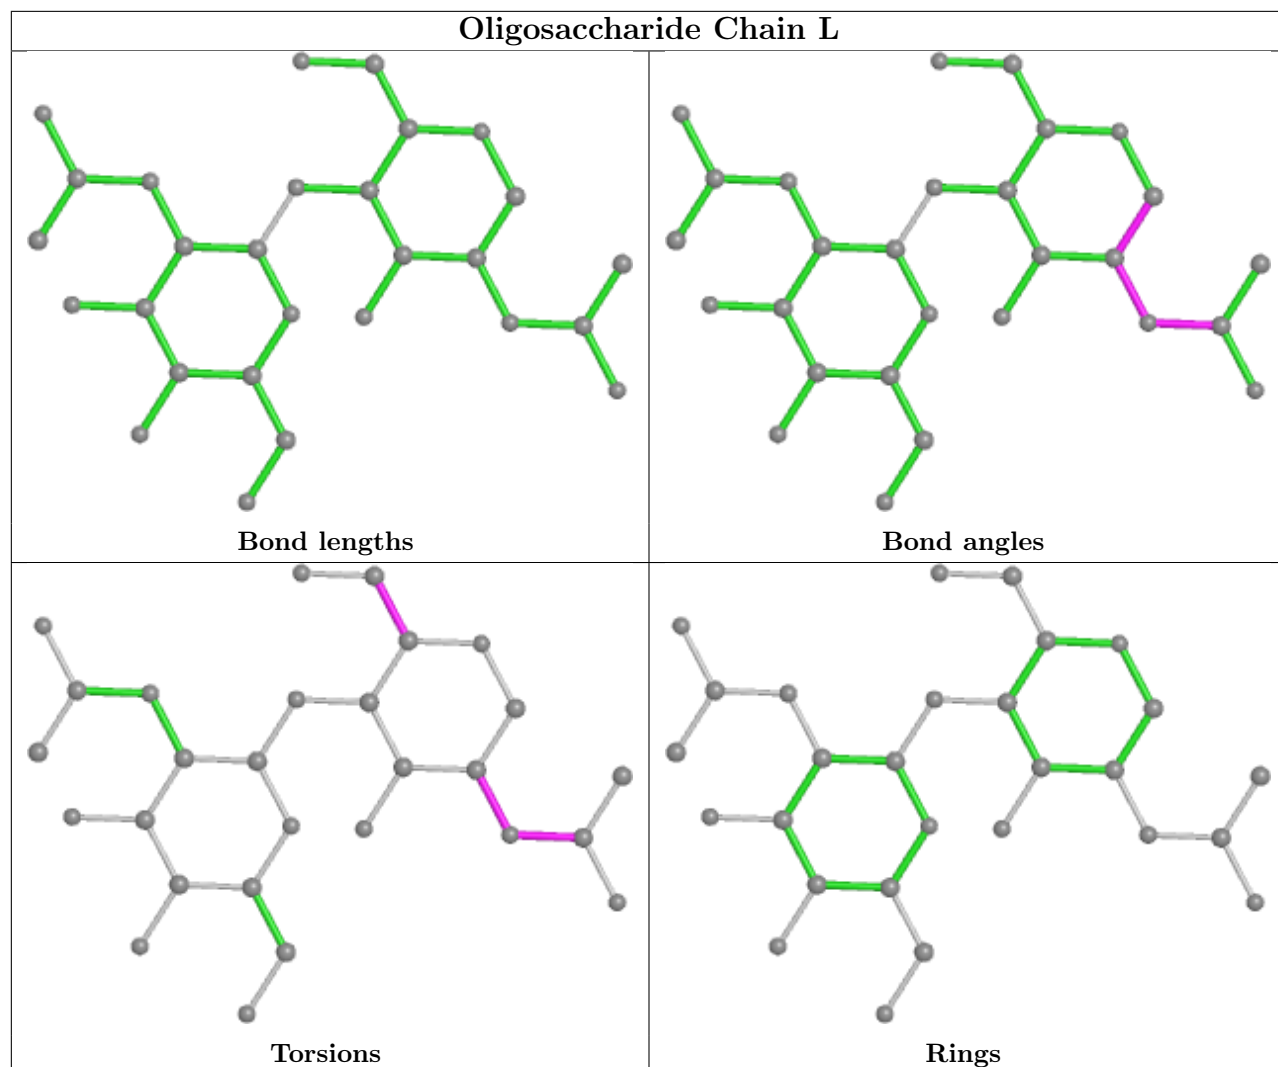 Oligosaccharide Chain L
Bond lengths
Bond angles
Torsions
Rings